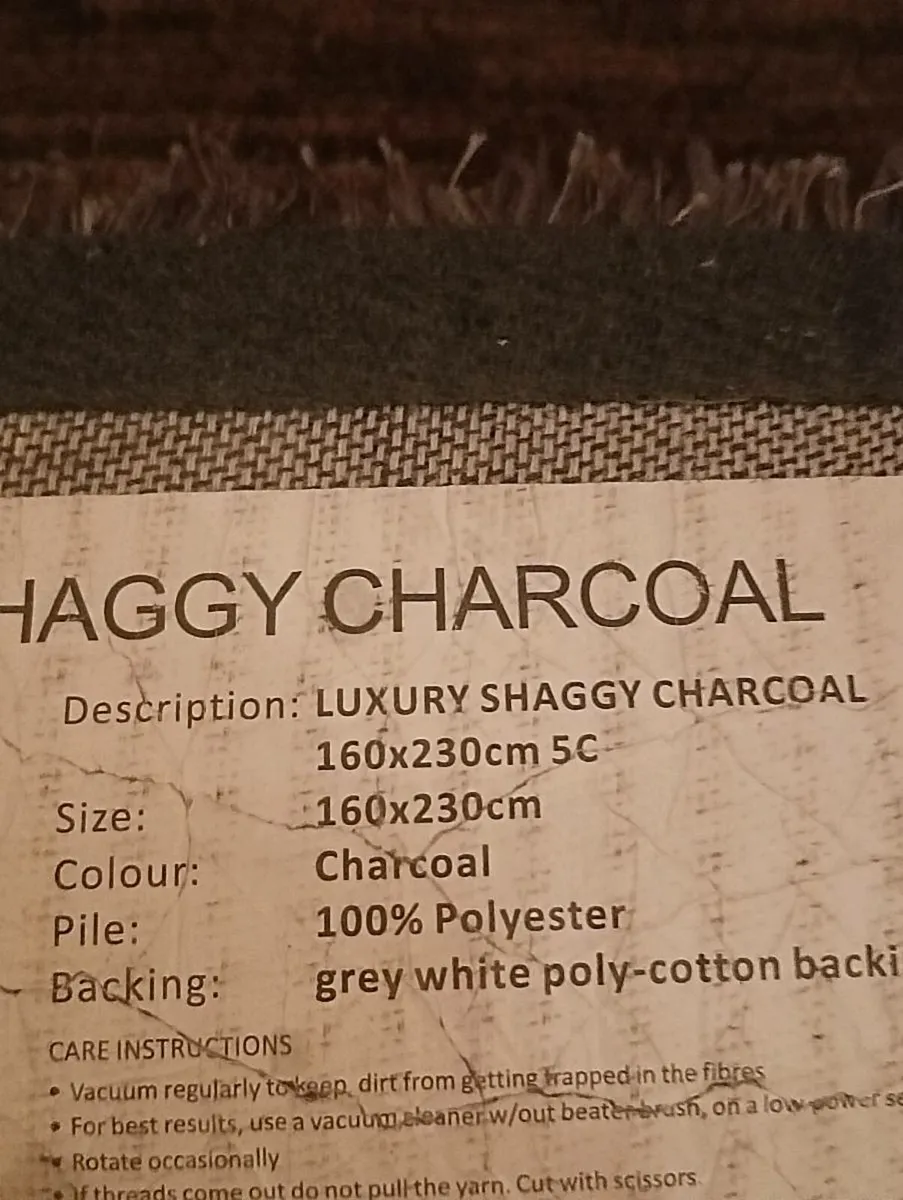 HAGGY CHARCOAL
Description: LUXURY SHAGGY CHARCOAL
160x230cm 5C
Size: 160x230cm
Colour: Charcoal
Pile: 100% Polyester
Backing: grey white poly-cotton backi
CARE INSTRUCTIONS
• Vacuum regularly to keep dirt from getting trapped in the fibres
• For best results, use a vacuum cleaner w/out beater brush, on a low power se
• Rotate occasionally
• If threads come out do not pull the yarn. Cut with scissors